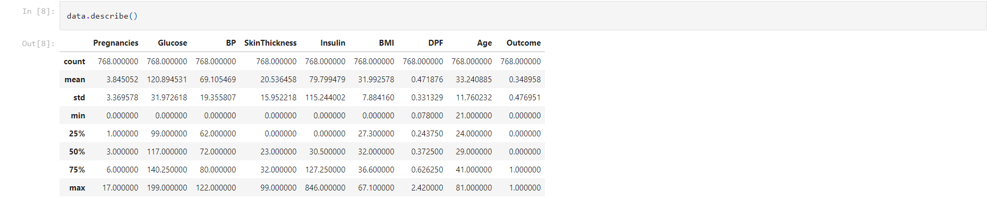 In [8]: data.describe()
Out[8]: Pregnancies Glucose BP SkinThickness Insulin BMI DPF Age Outcome
count 768.000000 768.000000 768.000000 768.000000 768.000000 768.000000 768.000000 768.000000 768.000000
mean 3.845052 120.894531 69.105469 20.536458 79.799479 31.992578 0.471876 33.240885 0.348958
std 3.369578 31.972618 19.355807 15.952218 115.244002 7.884160 0.331329 11.760232 0.476951
min 0.000000 0.000000 0.000000 0.000000 0.000000 0.000000 0.078000 21.000000 0.000000
25% 1.000000 99.000000 62.000000 0.000000 0.000000 27.300000 0.243750 24.000000 0.000000
50% 3.000000 117.000000 72.000000 23.000000 30.500000 32.000000 0.372500 29.000000 0.000000
75% 6.000000 140.250000 80.000000 32.000000 127.250000 36.600000 0.626250 41.000000 1.000000
max 17.000000 199.000000 122.000000 99.000000 846.000000 67.100000 2.420000 81.000000 1.000000